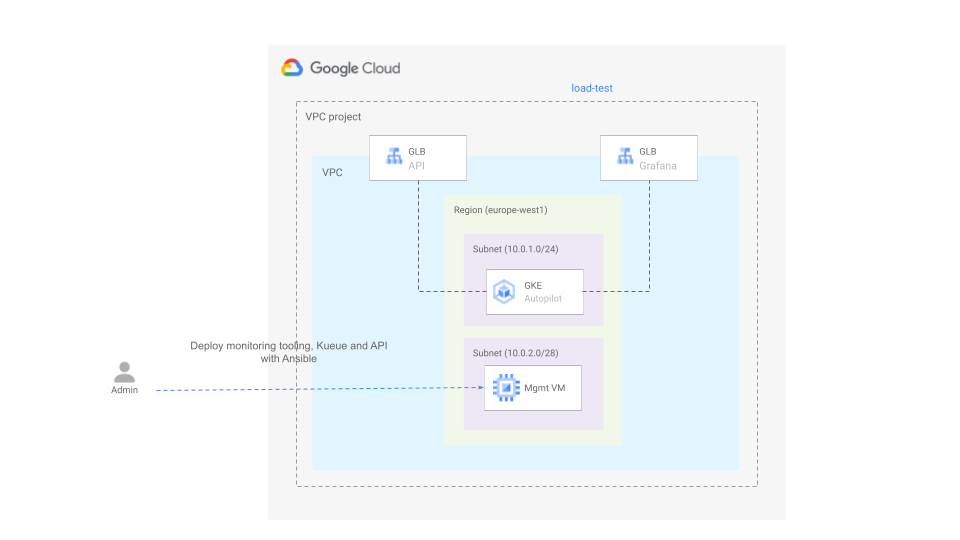 Google Cloud
load-test
VPC project
GLB
API
GLB
Grafana
VPC
Region (europe-west1)
Subnet (10.0.1.0/24)
GKE
Autopilot
Deploy monitoring tooling, Kueue and API
with Ansible
Subnet (10.0.2.0/28)
Mgmt VM
Admin